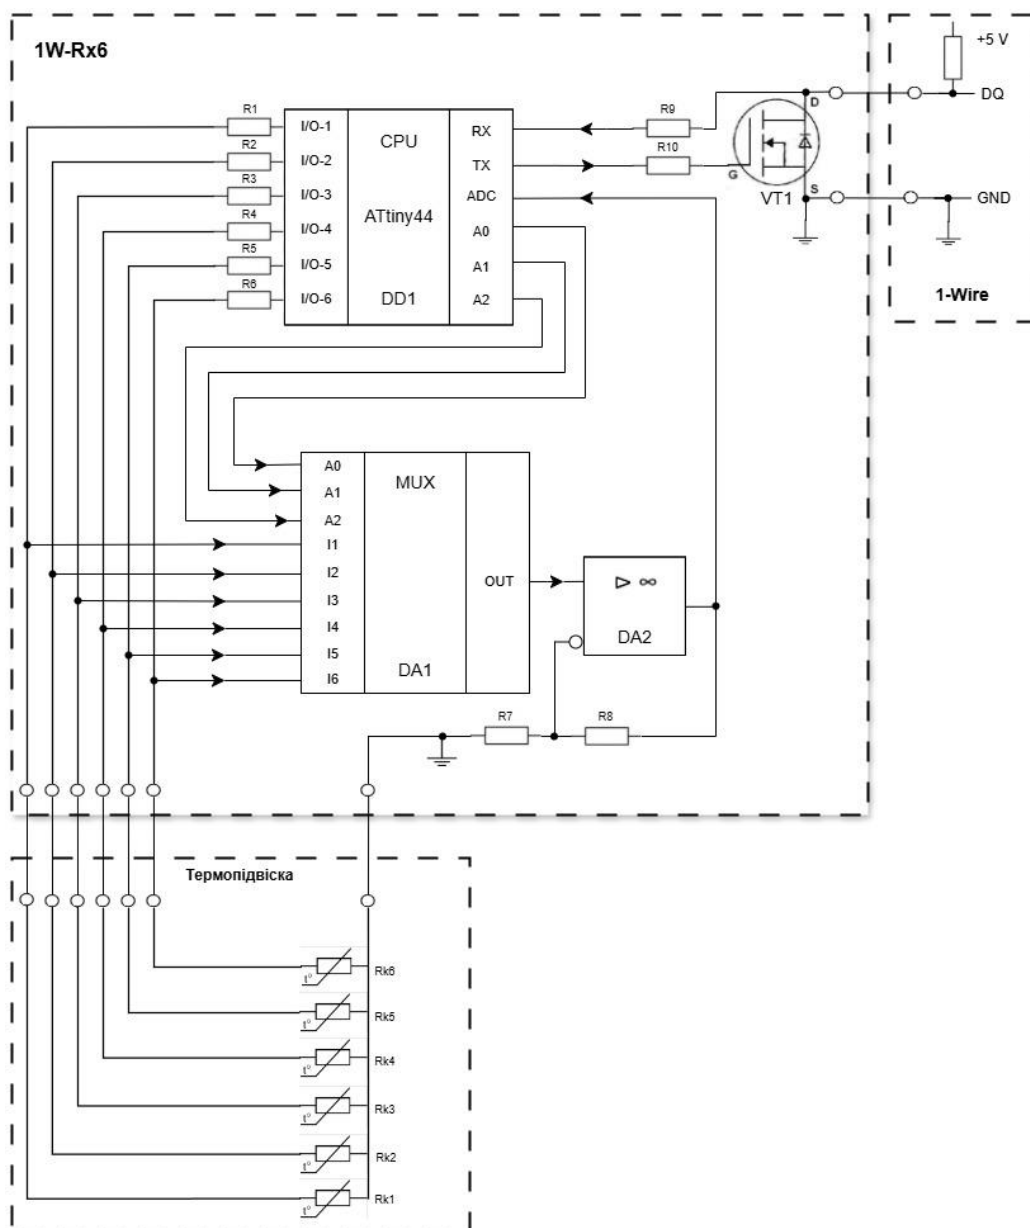 1W-Rx6
+5 V
DQ
GND
1-Wire
R1
R2
R3
R4
R5
R6
I/O-1
I/O-2
I/O-3
I/O-4
I/O-5
I/O-6
CPU
ATtiny44
DD1
RX
TX
ADC
A0
A1
A2
R9
R10
D
G
S
VT1
A0
A1
A2
I1
I2
I3
I4
I5
I6
MUX
DA1
OUT
▷ ∞
DA2
R7
R8
Термопідвіска
t° Rk6
t° Rk5
t° Rk4
t° Rk3
t° Rk2
t° Rk1